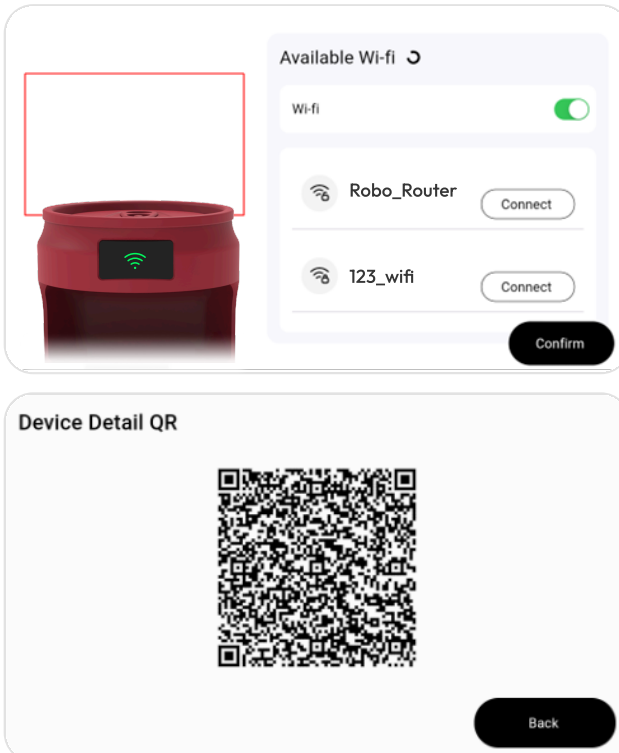 Available Wi-fi
Wi-fi
Robo_Router
Connect
123_wifi
Connect
Confirm
Device Detail QR
Back